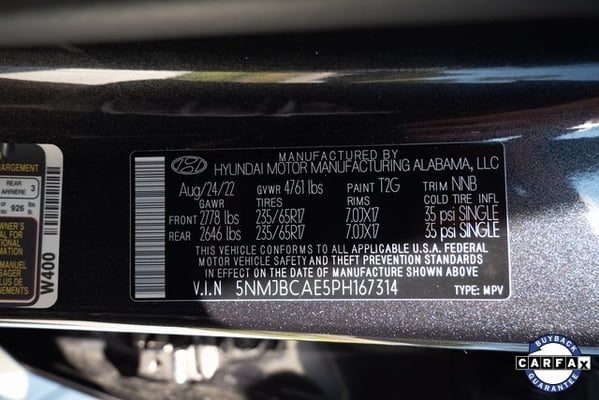 MANUFACTURED BY
HYUNDAI MOTOR MANUFACTURING ALABAMA, LLC
Aug/24/22 GVWR 4761 lbs PAINT T2G TRIM NNB
GAWR TIRES RIMS COLD TIRE INFL
FRONT 2778 lbs 235/65R17 7.0JX17 35 psi SINGLE
REAR 2646 lbs 235/65R17 7.0JX17 35 psi SINGLE
THIS VEHICLE CONFORMS TO ALL APPLICABLE U.S.A. FEDERAL
MOTOR VEHICLE SAFETY AND THEFT PREVENTION STANDARDS
IN EFFECT ON THE DATE OF MANUFACTURE SHOWN ABOVE
V.I.N 5NMJBCAE5PH167314 TYPE: MPV
REAR 3
ARRIÈRE
926 lbs.
W400
BUYBACK
CARFAX
GUARANTEE